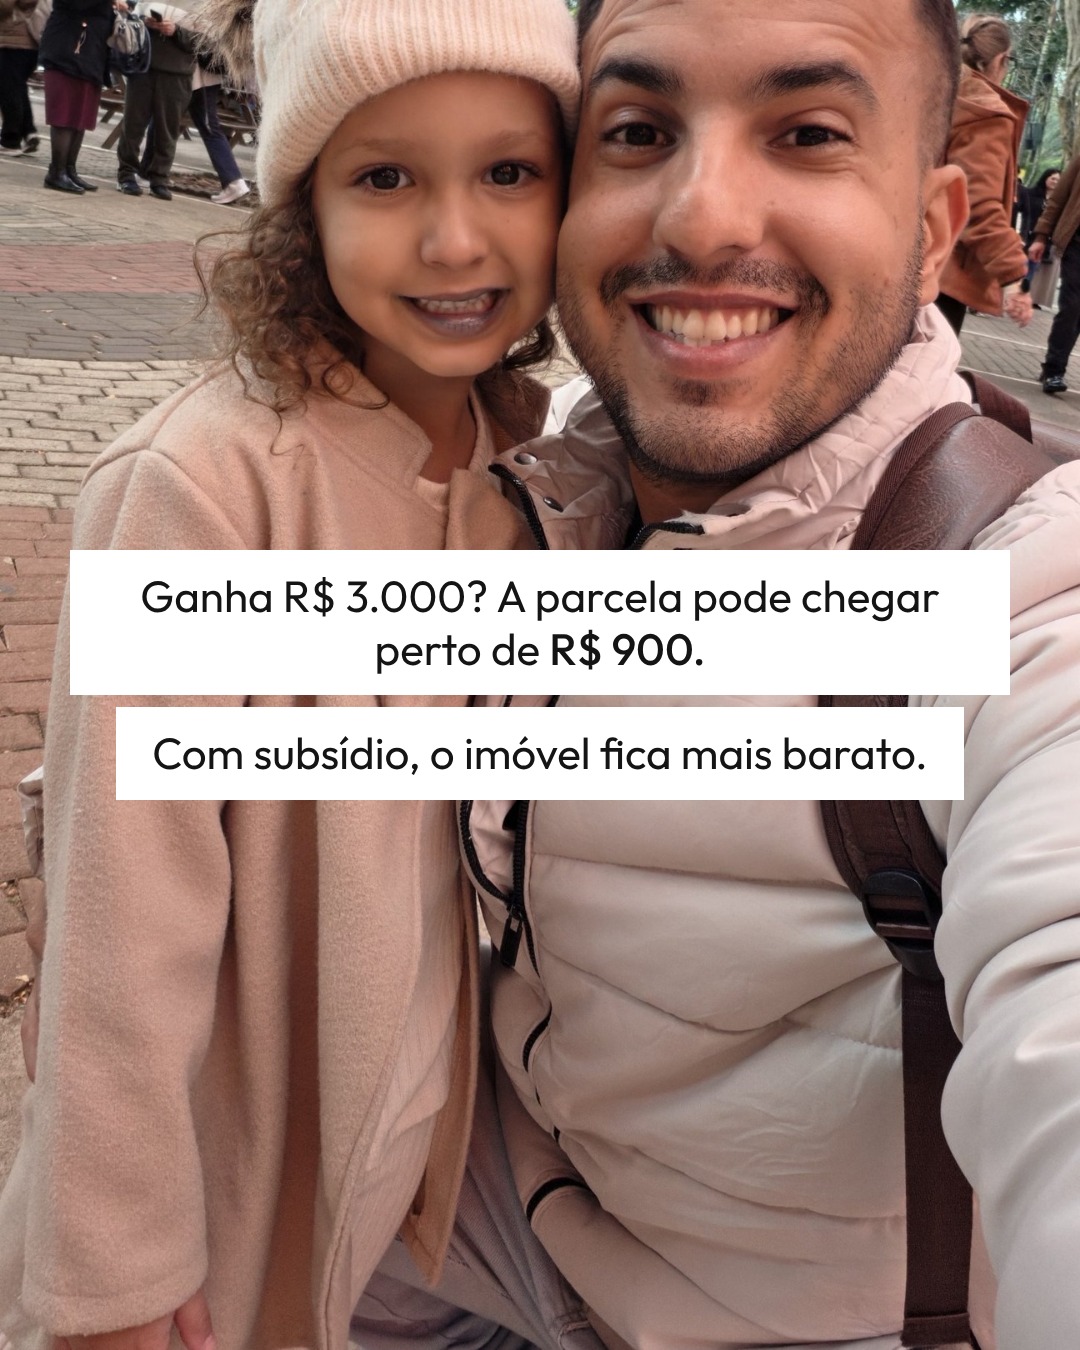 Ganha R$ 3.000? A parcela pode chegar
perto de R$ 900.
Com subsídio, o imóvel fica mais barato.